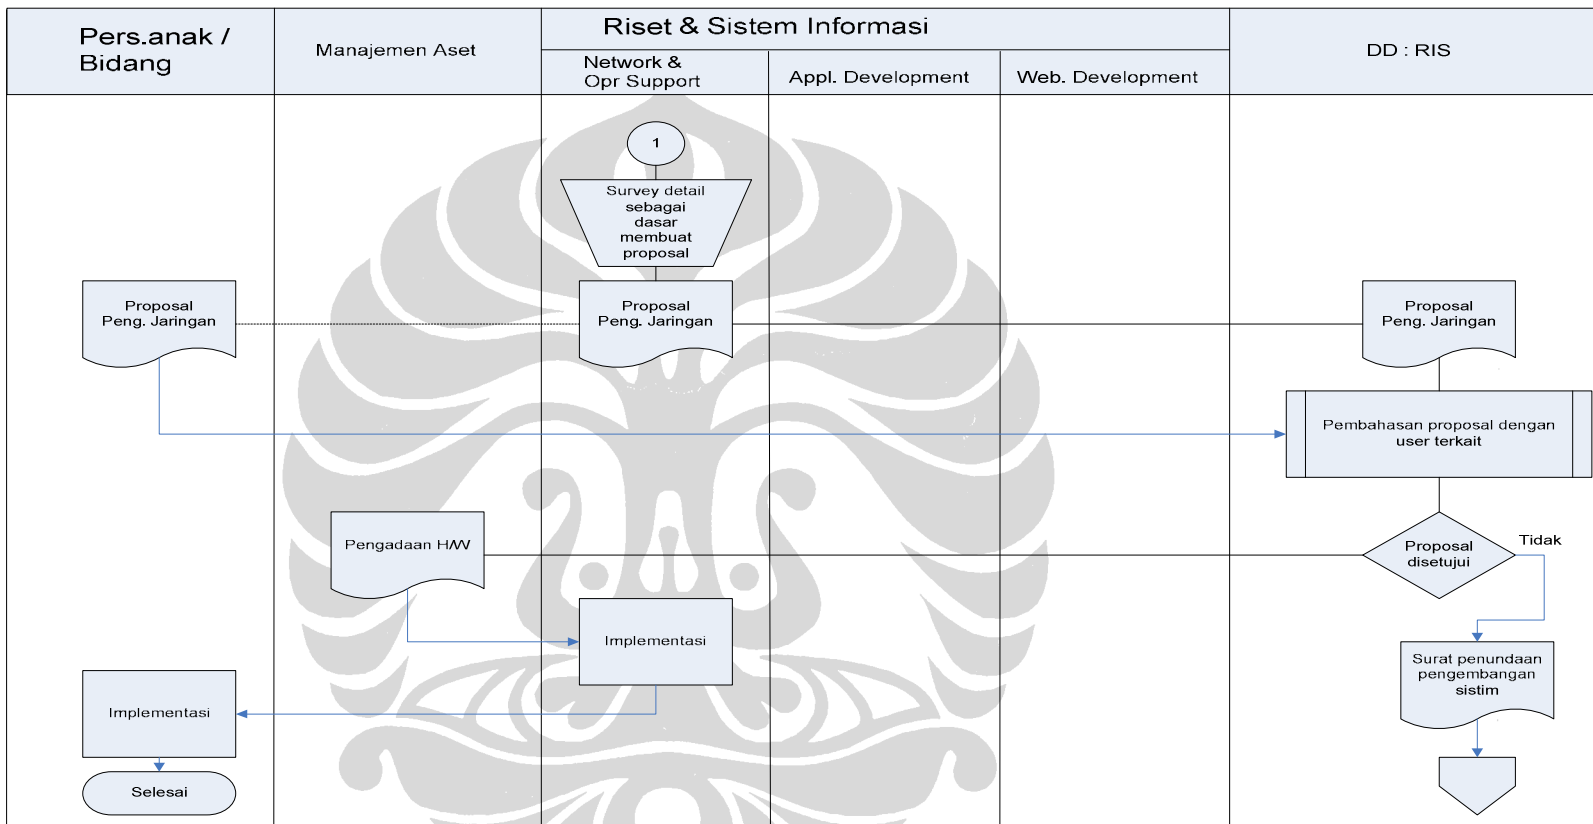 Pers.anak /
Bidang
Manajemen Aset
Riset & Sistem Informasi
Network &
Opr Support
Appl. Development
Web. Development
DD : RIS
1
Survey detail
sebagai
dasar
membuat
proposal
Proposal
Peng. Jaringan
Proposal
Peng. Jaringan
Proposal
Peng. Jaringan
Pembahasan proposal dengan
user terkait
Pengadaan H/W
Proposal
disetujui
Tidak
Implementasi
Surat penundaan
pengembangan
sistim
Implementasi
Selesai